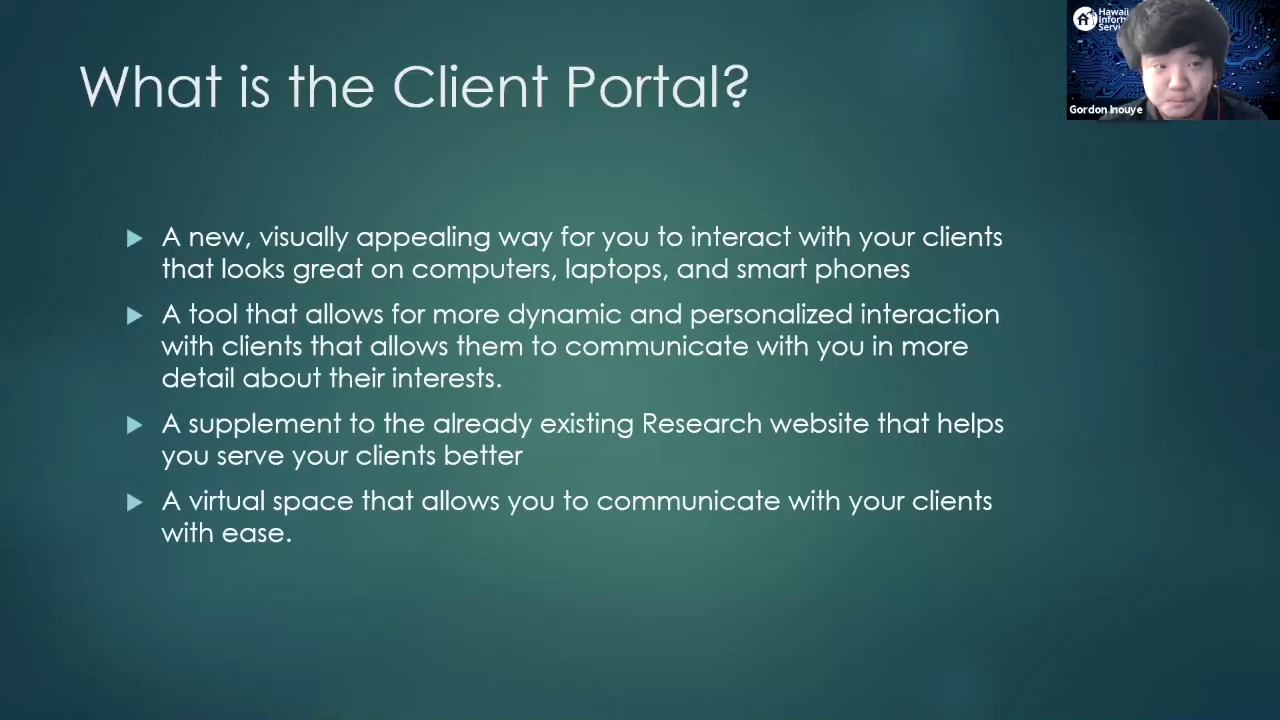 What is the Client Portal?
Hawaii
Inform
Servi
Gordon Inouye
A new, visually appealing way for you to interact with your clients
that looks great on computers, laptops, and smart phones
A tool that allows for more dynamic and personalized interaction
with clients that allows them to communicate with you in more
detail about their interests.
A supplement to the already existing Research website that helps
you serve your clients better
A virtual space that allows you to communicate with your clients
with ease.